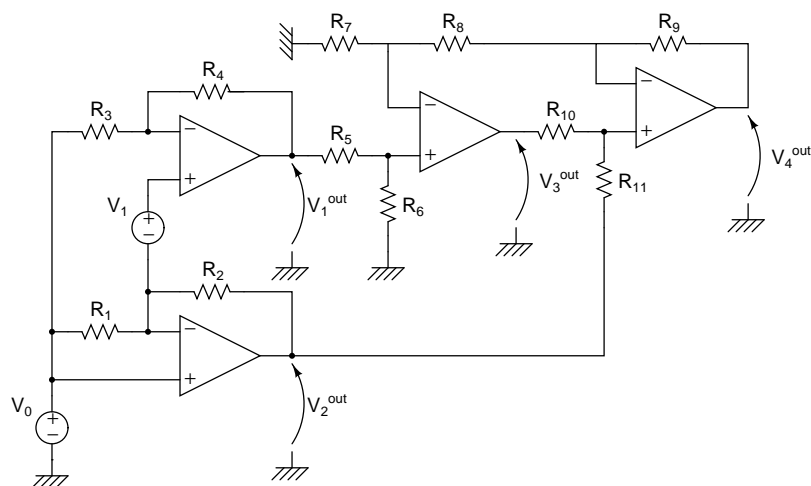 R7
R8
R9
R4
R3
R5
R10
V1
V1out
R6
V3out
R11
V4out
R2
R1
V0
V2out